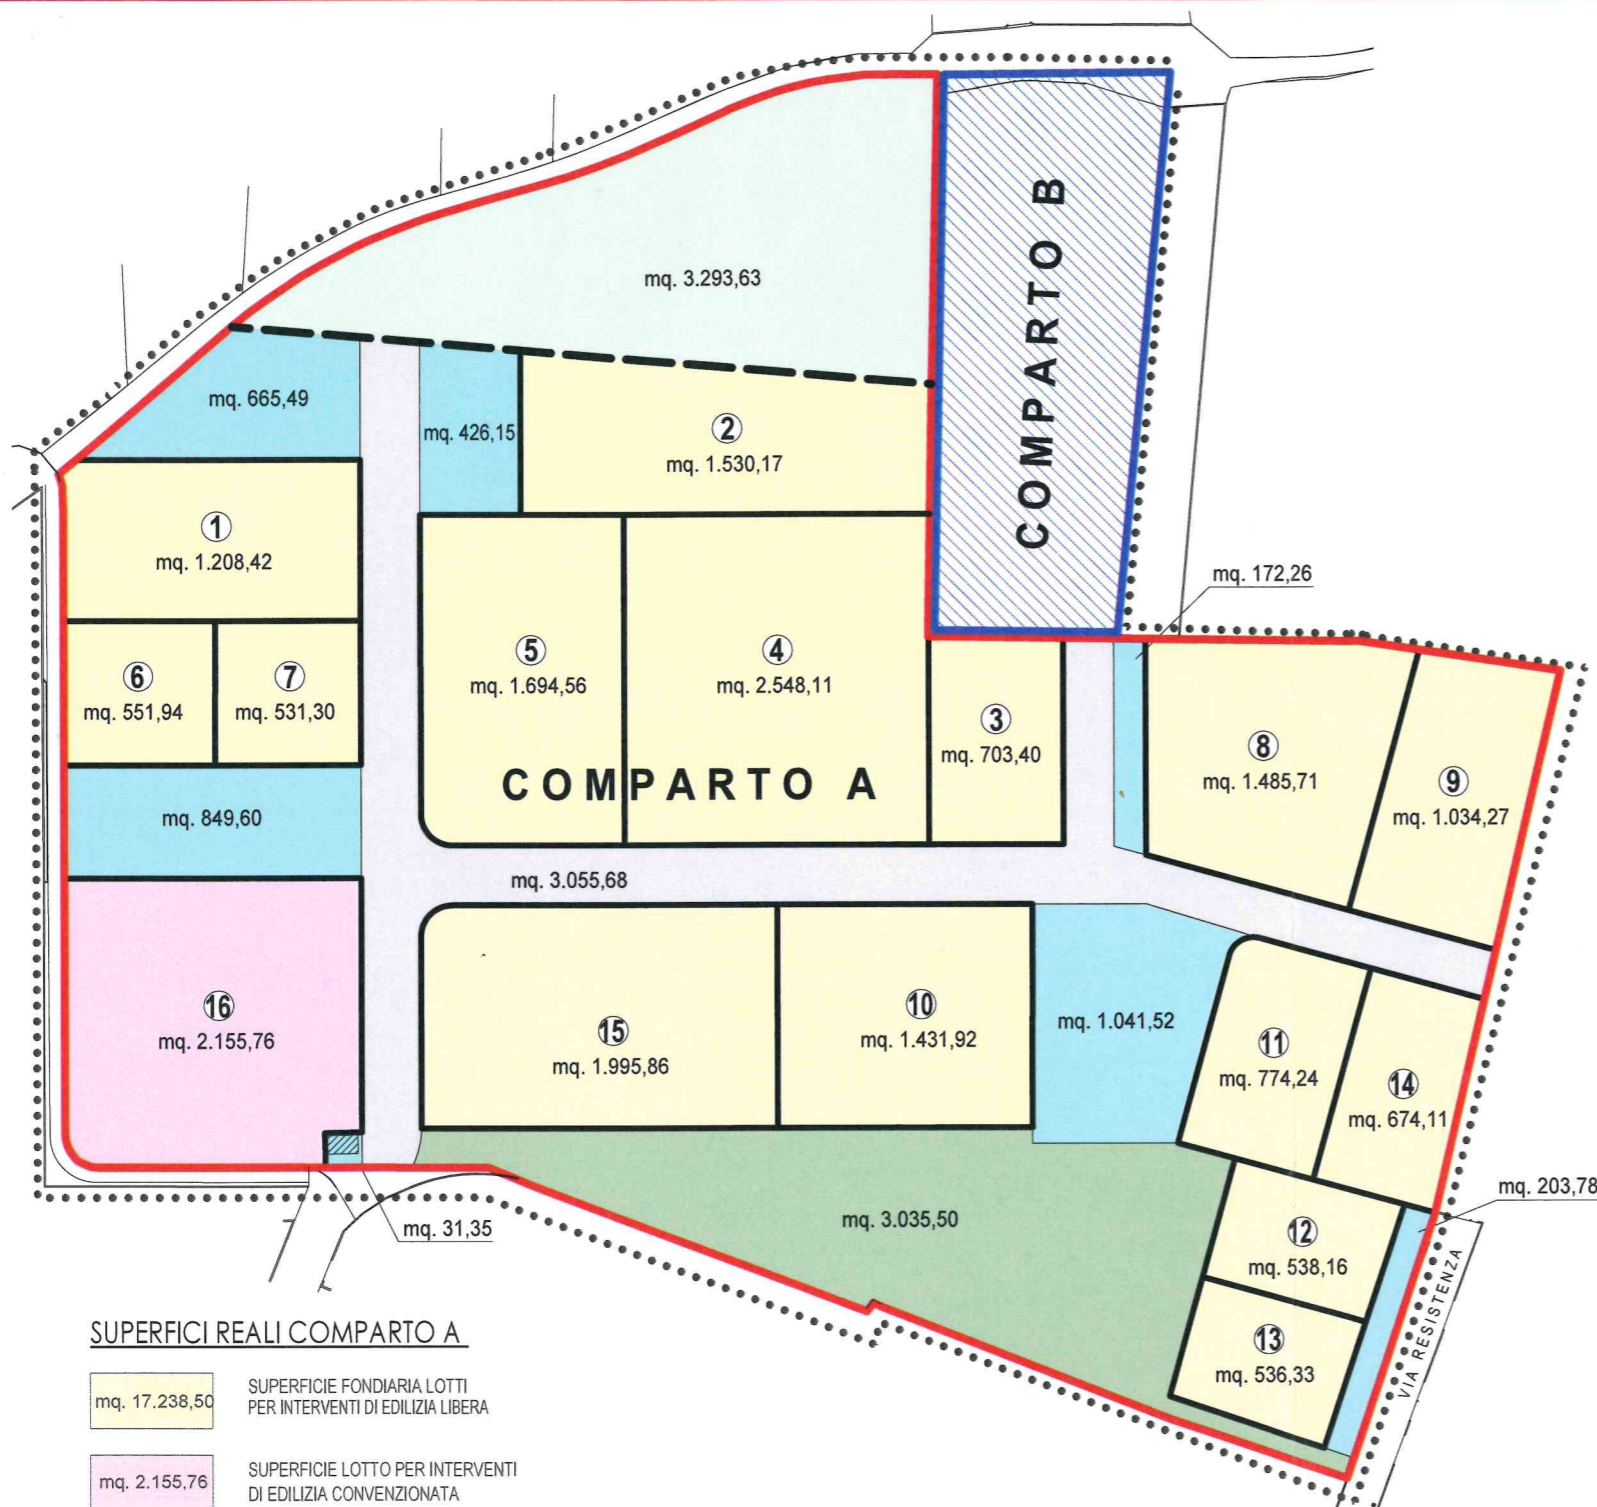 mq. 3.293,63
COMPARTO B
mq. 665,49
mq. 426,15
2
mq. 1.530,17
1
mq. 1.208,42
mq. 172,26
6
mq. 551,94
7
mq. 531,30
5
mq. 1.694,56
4
mq. 2.548,11
3
mq. 703,40
8
mq. 1.485,71
9
mq. 1.034,27
COMPARTO A
mq. 849,60
mq. 3.055,68
16
mq. 2.155,76
15
mq. 1.995,86
10
mq. 1.431,92
mq. 1.041,52
11
mq. 774,24
14
mq. 674,11
mq. 203,78
mq. 31,35
mq. 3.035,50
12
mq. 538,16
13
mq. 536,33
VIA RESISTENZA
SUPERFICI REALI COMPARTO A
mq. 17.238,50
SUPERFICIE FONDIARIA LOTTI
PER INTERVENTI DI EDILIZIA LIBERA
mq. 2.155,76
SUPERFICIE LOTTO PER INTERVENTI
DI EDILIZIA CONVENZIONATA